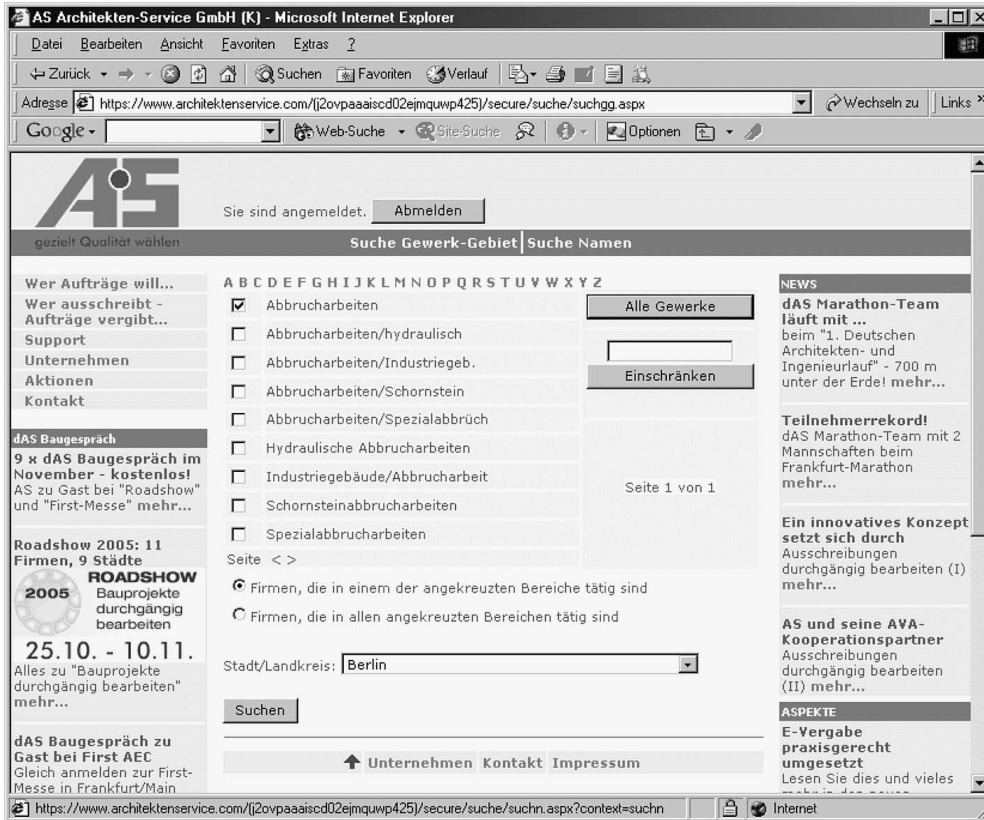 AS Architekten-Service GmbH (K) - Microsoft Internet Explorer
Datei Bearbeiten Ansicht Favoriten Extras ?
Zurück Suchen Favoriten Verlauf
Adresse https://www.architektenservice.com/(j2ovpaaaiscd02ejmquwp425)/secure/suche/suchgg.aspx Wechseln zu Links »
Google Web-Suche Site-Suche Optionen
AS
gezielt Qualität wählen
Sie sind angemeldet. Abmelden
Suche Gewerk-Gebiet Suche Namen
Wer Aufträge will...
Wer ausschreibt -
Aufträge vergibt...
Support
Unternehmen
Aktionen
Kontakt
dAS Baugespräch
9 x dAS Baugespräch im
November - kostenlos!
AS zu Gast bei "Roadshow"
und "First-Messe" mehr...
Roadshow 2005: 11
Firmen, 9 Städte
ROADSHOW
2005 Bauprojekte
durchgängig
bearbeiten
25.10. - 10.11.
Alles zu "Bauprojekte
durchgängig bearbeiten"
mehr...
dAS Baugespräch zu
Gast bei First AEC
Gleich anmelden zur First-
Messe in Frankfurt/Main
A B C D E F G H I J K L M N O P Q R S T U V W X Y Z
Abbrucharbeiten
Abbrucharbeiten/hydraulisch
Abbrucharbeiten/Industriegeb.
Abbrucharbeiten/Schornstein
Abbrucharbeiten/Spezialabbrüch
Hydraulische Abbrucharbeiten
Industriegebäude/Abbrucharbeit
Schornsteinabbrucharbeiten
Spezialabbrucharbeiten
Seite < >
Alle Gewerke
Einschränken
Seite 1 von 1
Firmen, die in einem der angekreuzten Bereiche tätig sind
Firmen, die in allen angekreuzten Bereichen tätig sind
Stadt/Landkreis: Berlin
Suchen
Unternehmen Kontakt Impressum
NEWS
dAS Marathon-Team
läuft mit ...
beim "1. Deutschen
Architekten- und
Ingenieurlauf" - 700 m
unter der Erde! mehr...
Teilnehmerrekord!
dAS Marathon-Team mit 2
Mannschaften beim
Frankfurt-Marathon
mehr...
Ein innovatives Konzept
setzt sich durch
Ausschreibungen
durchgängig bearbeiten (I)
mehr...
AS und seine AVA-
Kooperationspartner
Ausschreibungen
durchgängig bearbeiten
(II) mehr...
ASPEKTE
E-Vergabe
praxisgerecht
umgesetzt
Lesen Sie dies und vieles
https://www.architektenservice.com/(j2ovpaaaiscd02ejmquwp425)/secure/suche/suchn.aspx?context=suchn Internet